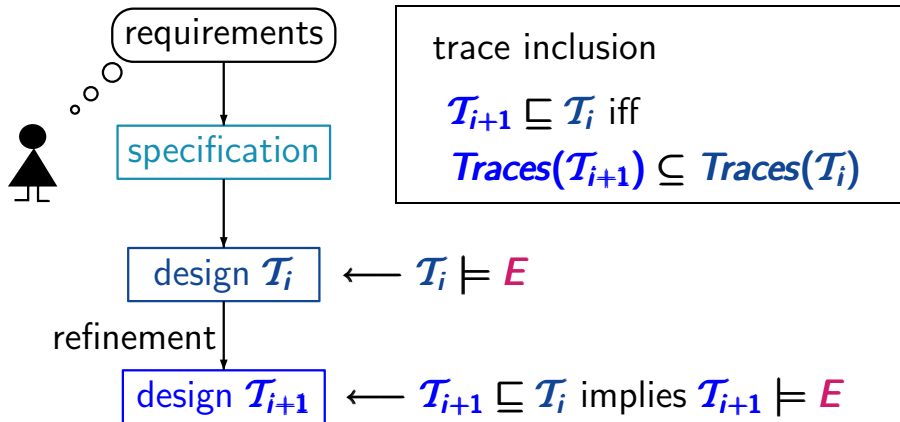 requirements
trace inclusion
𝒯ᵢ₊₁ ⊑ 𝒯ᵢ iff
specification
Traces(𝒯ᵢ₊₁) ⊆ Traces(𝒯ᵢ)
design 𝒯ᵢ ⟵ 𝒯ᵢ ⊨ E
refinement
design 𝒯ᵢ₊₁ ⟵ 𝒯ᵢ₊₁ ⊑ 𝒯ᵢ implies 𝒯ᵢ₊₁ ⊨ E